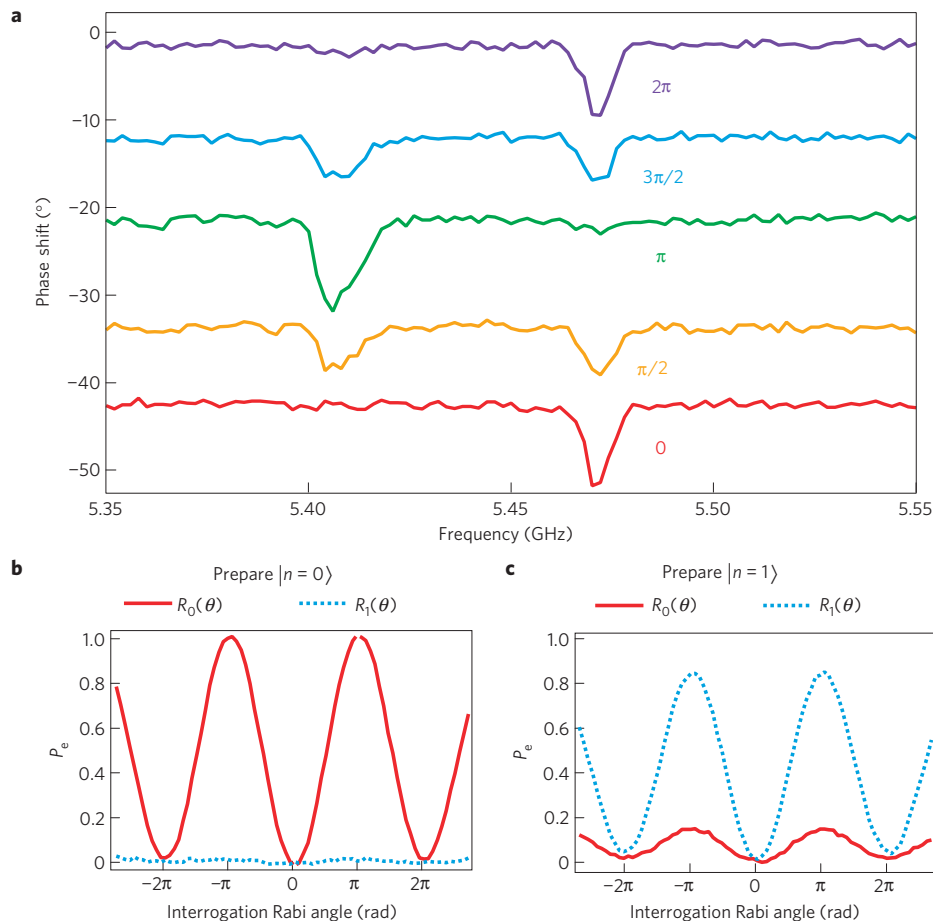 a
0
−10
−20
−30
−40
−50
Phase shift (°)
2π
3π/2
π
π/2
0
5.35
5.40
5.45
5.50
5.55
Frequency (GHz)
b
Prepare |n = 0⟩
R₀(θ)
R₁(θ)
1.0
0.8
0.6
0.4
0.2
0
Pₑ
−2π
−π
0
π
2π
Interrogation Rabi angle (rad)
c
Prepare |n = 1⟩
R₀(θ)
R₁(θ)
1.0
0.8
0.6
0.4
0.2
0
Pₑ
−2π
−π
0
π
2π
Interrogation Rabi angle (rad)